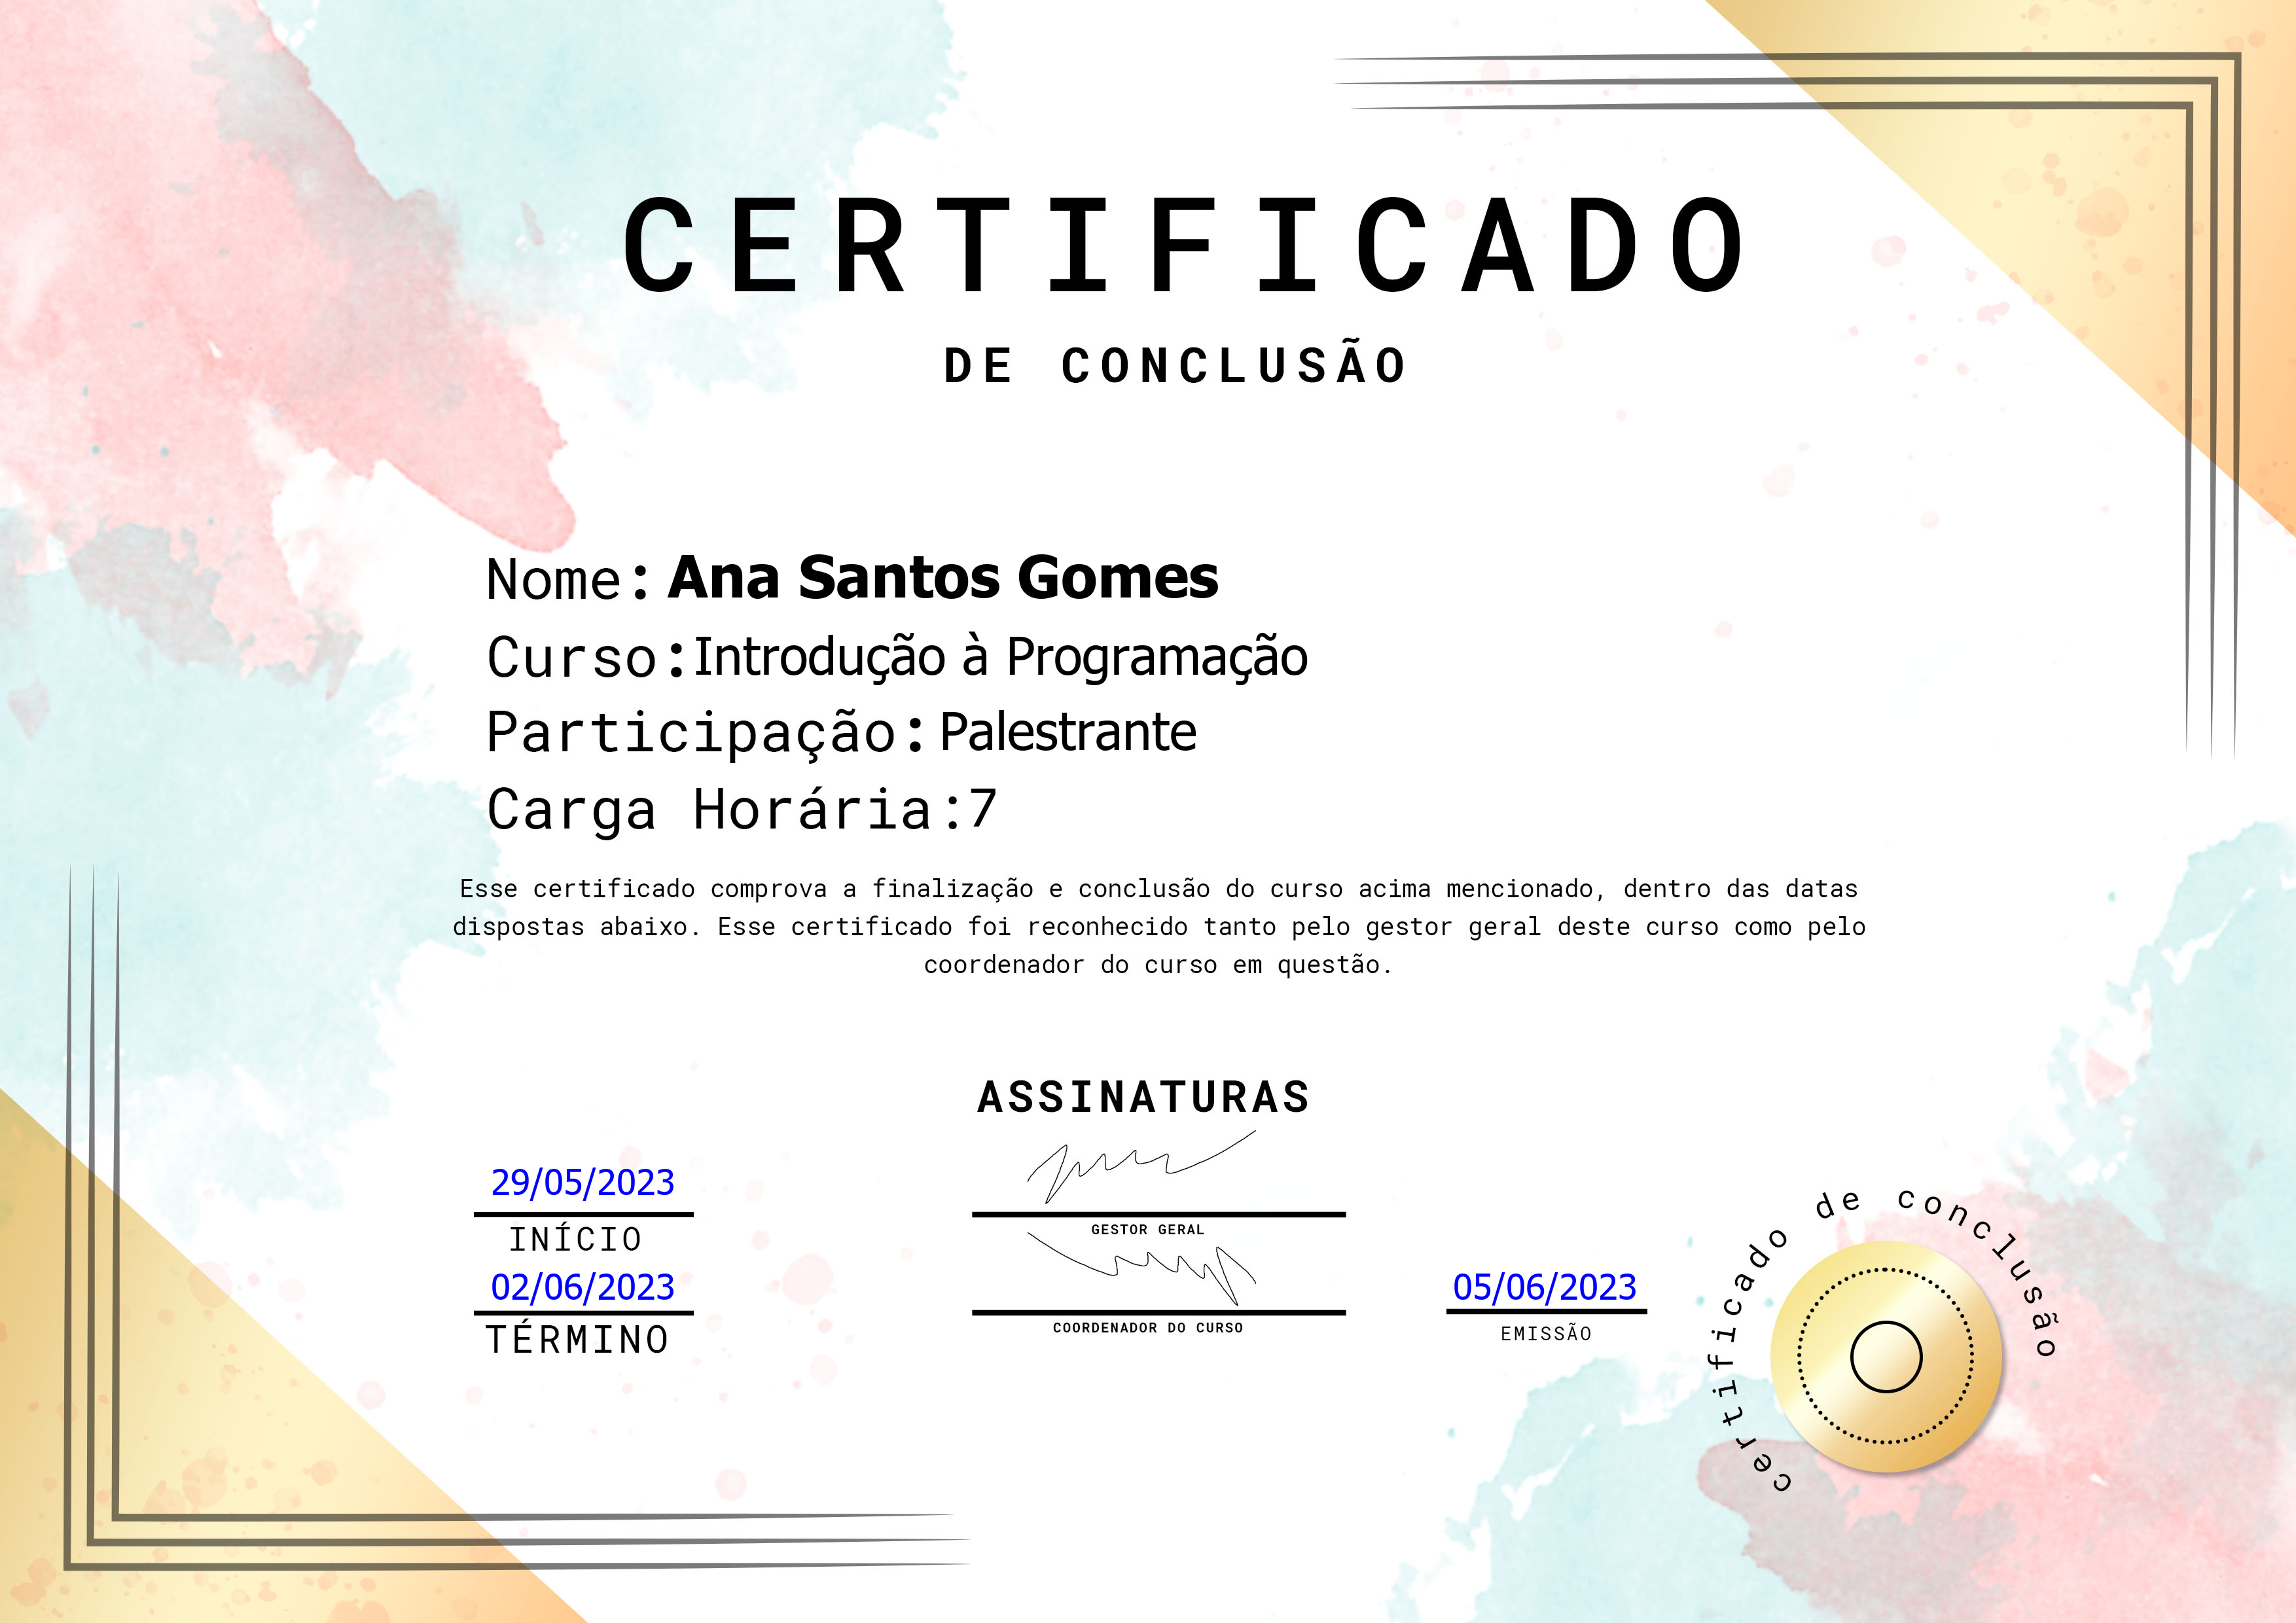 CERTIFICADO
DE CONCLUSÃO
Nome: Ana Santos Gomes
Curso:Introdução à Programação
Participação: Palestrante
Carga Horária:7
Esse certificado comprova a finalização e conclusão do curso acima mencionado, dentro das datas
dispostas abaixo. Esse certificado foi reconhecido tanto pelo gestor geral deste curso como pelo
coordenador do curso em questão.
ASSINATURAS
29/05/2023
INÍCIO
GESTOR GERAL
02/06/2023
TÉRMINO
COORDENADOR DO CURSO
05/06/2023
EMISSÃO
certificado de conclusão